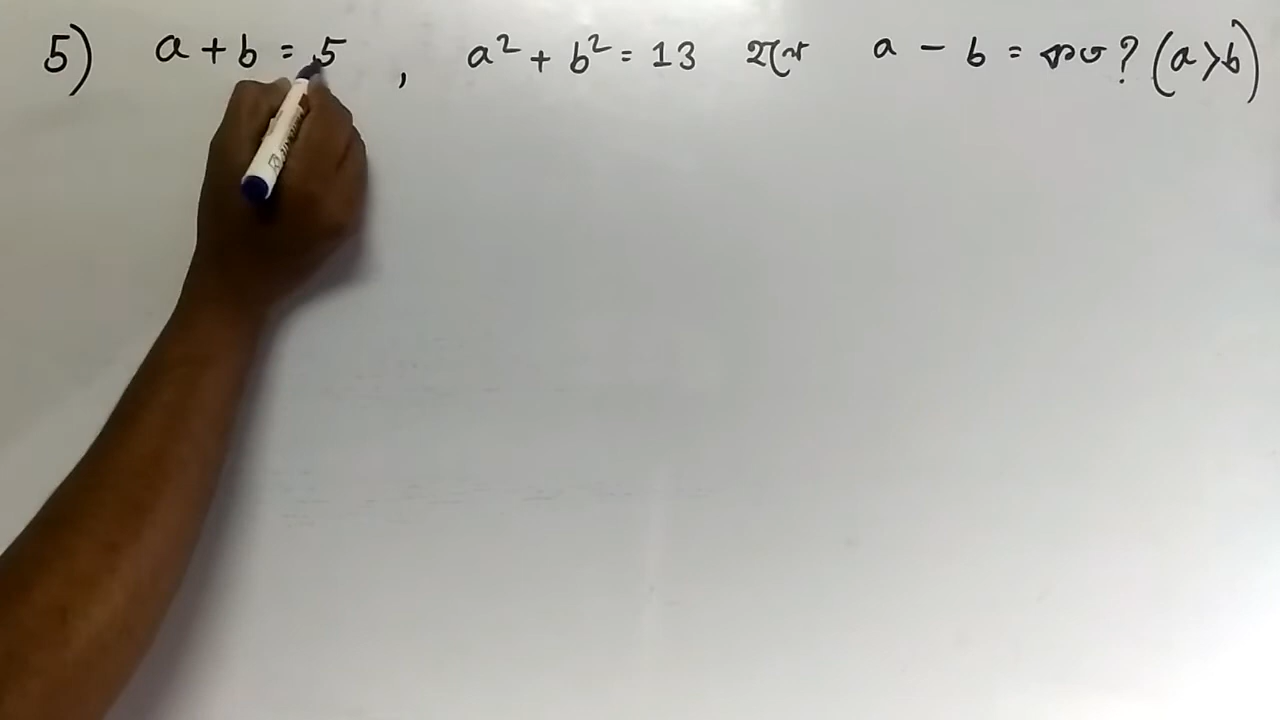 5) a + b = 5 , a² + b² = 13 হলে a - b = কত ? (a > b)